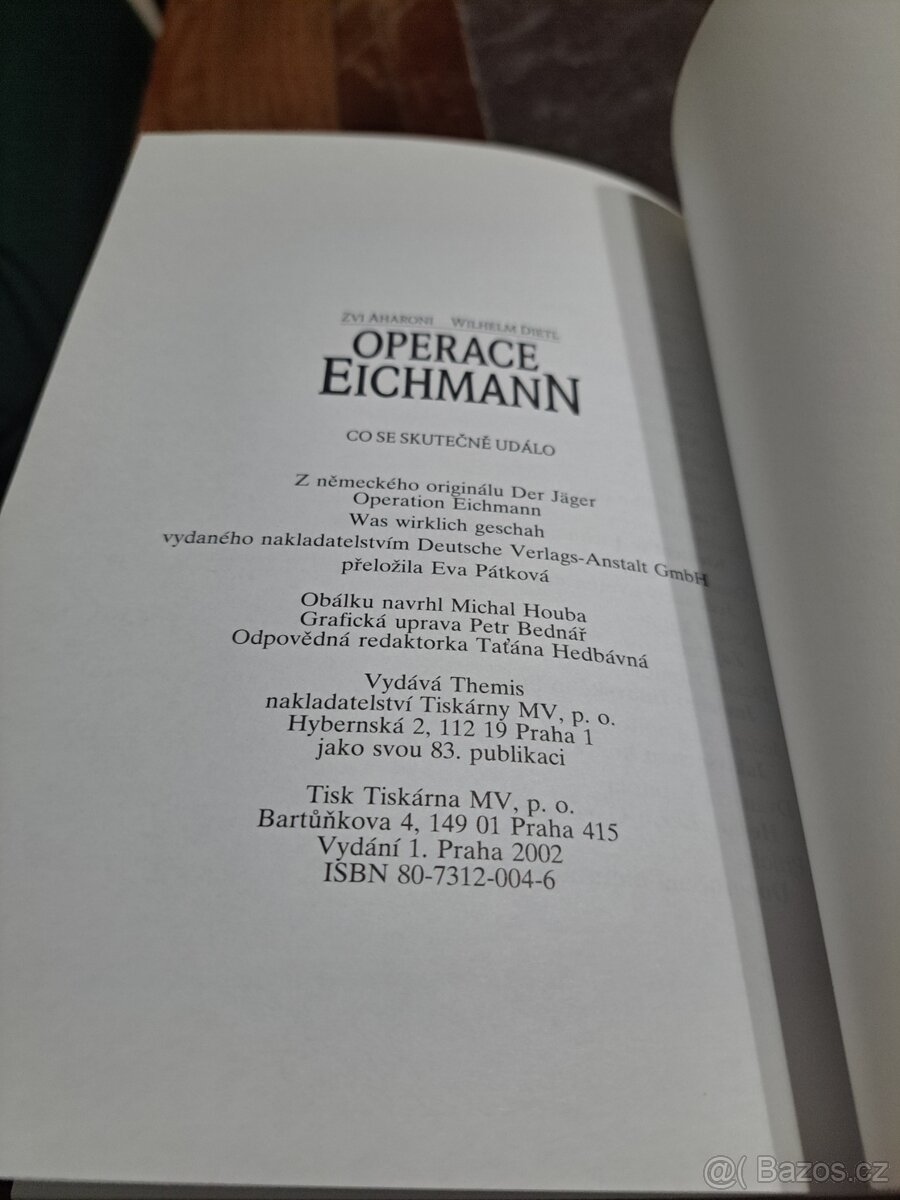 ZVI AHARONI WILHELM DIETL
OPERACE
EICHMANN
CO SE SKUTEČNĚ UDÁLO
Z německého originálu Der Jäger
Operation Eichmann
Was wirklich geschah
vydaného nakladatelstvím Deutsche Verlags-Anstalt GmbH
přeložila Eva Pátková
Obálku navrhl Michal Houba
Grafická uprava Petr Bednář
Odpovědná redaktorka Taťána Hedbávná
Vydává Themis
nakladatelství Tiskárny MV, p. o.
Hybernská 2, 112 19 Praha 1
jako svou 83. publikaci
Tisk Tiskárna MV, p. o.
Bartůňkova 4, 149 01 Praha 415
Vydání 1. Praha 2002
ISBN 80-7312-004-6
@( Bazos.cz